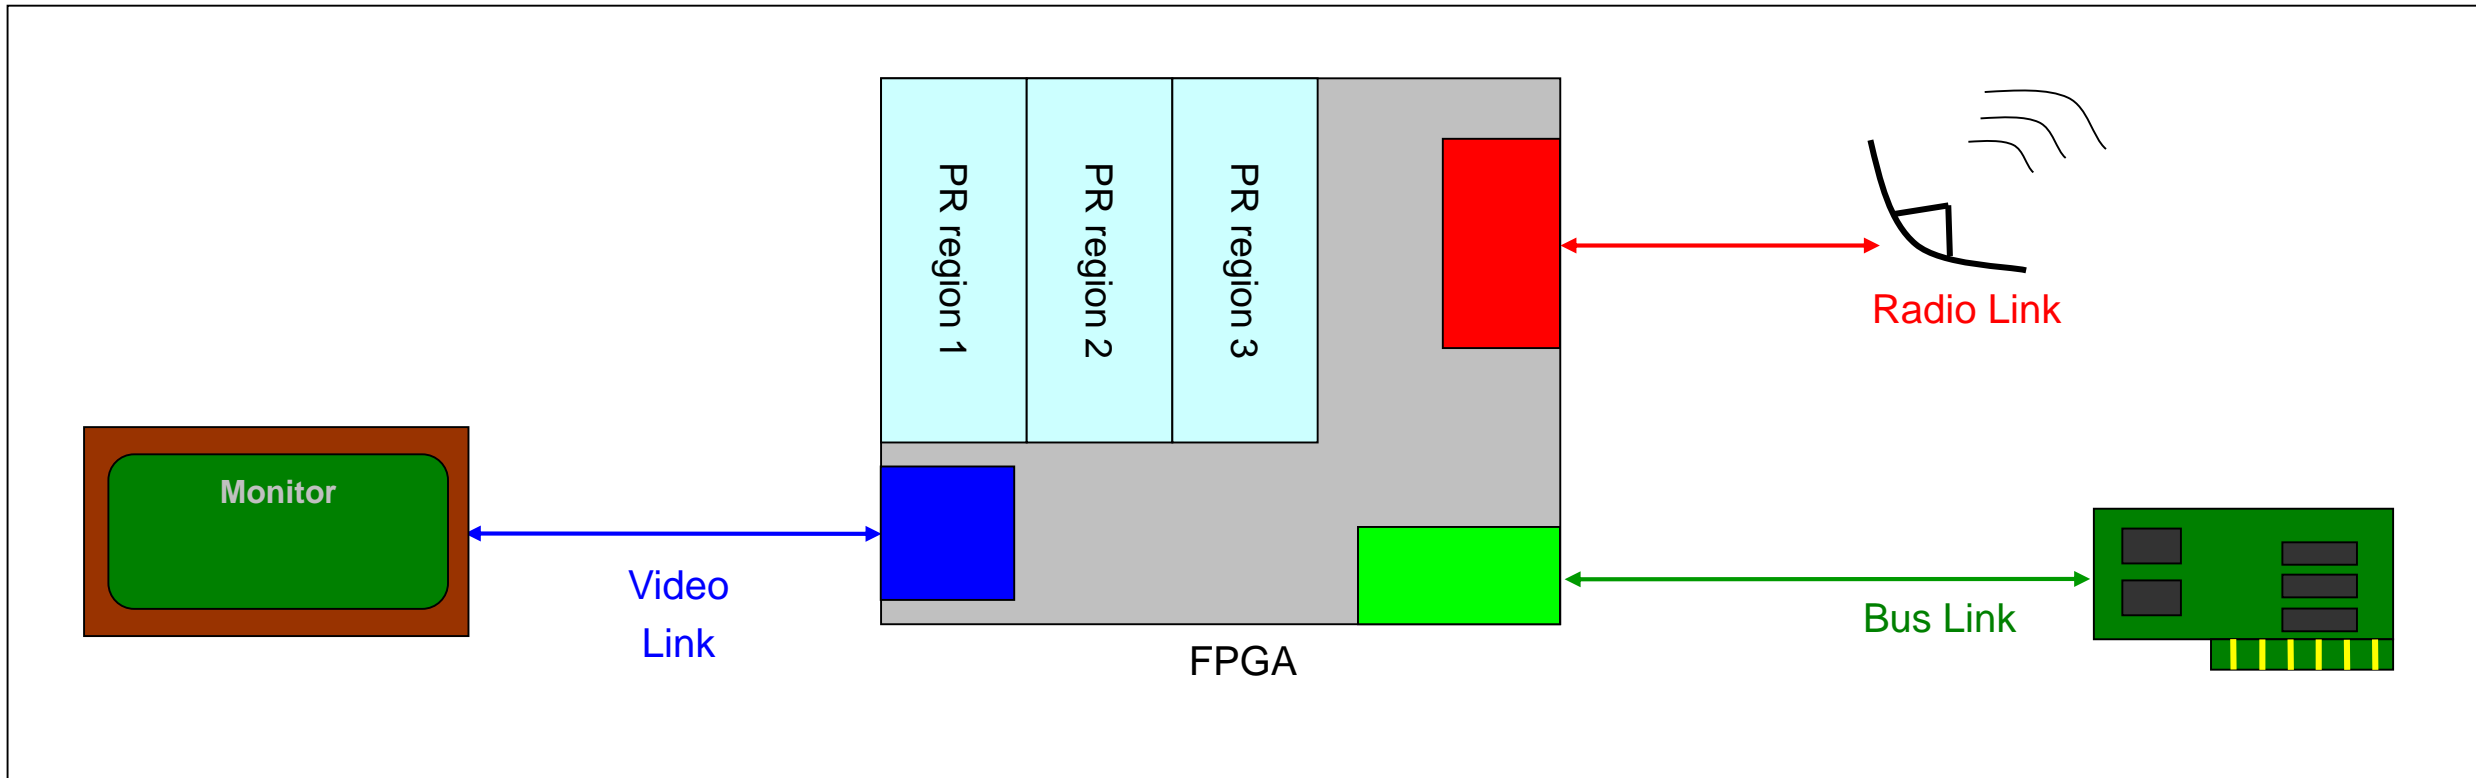 PR region 1
PR region 2
PR region 3
Radio Link
Monitor
Video
Link
Bus Link
FPGA